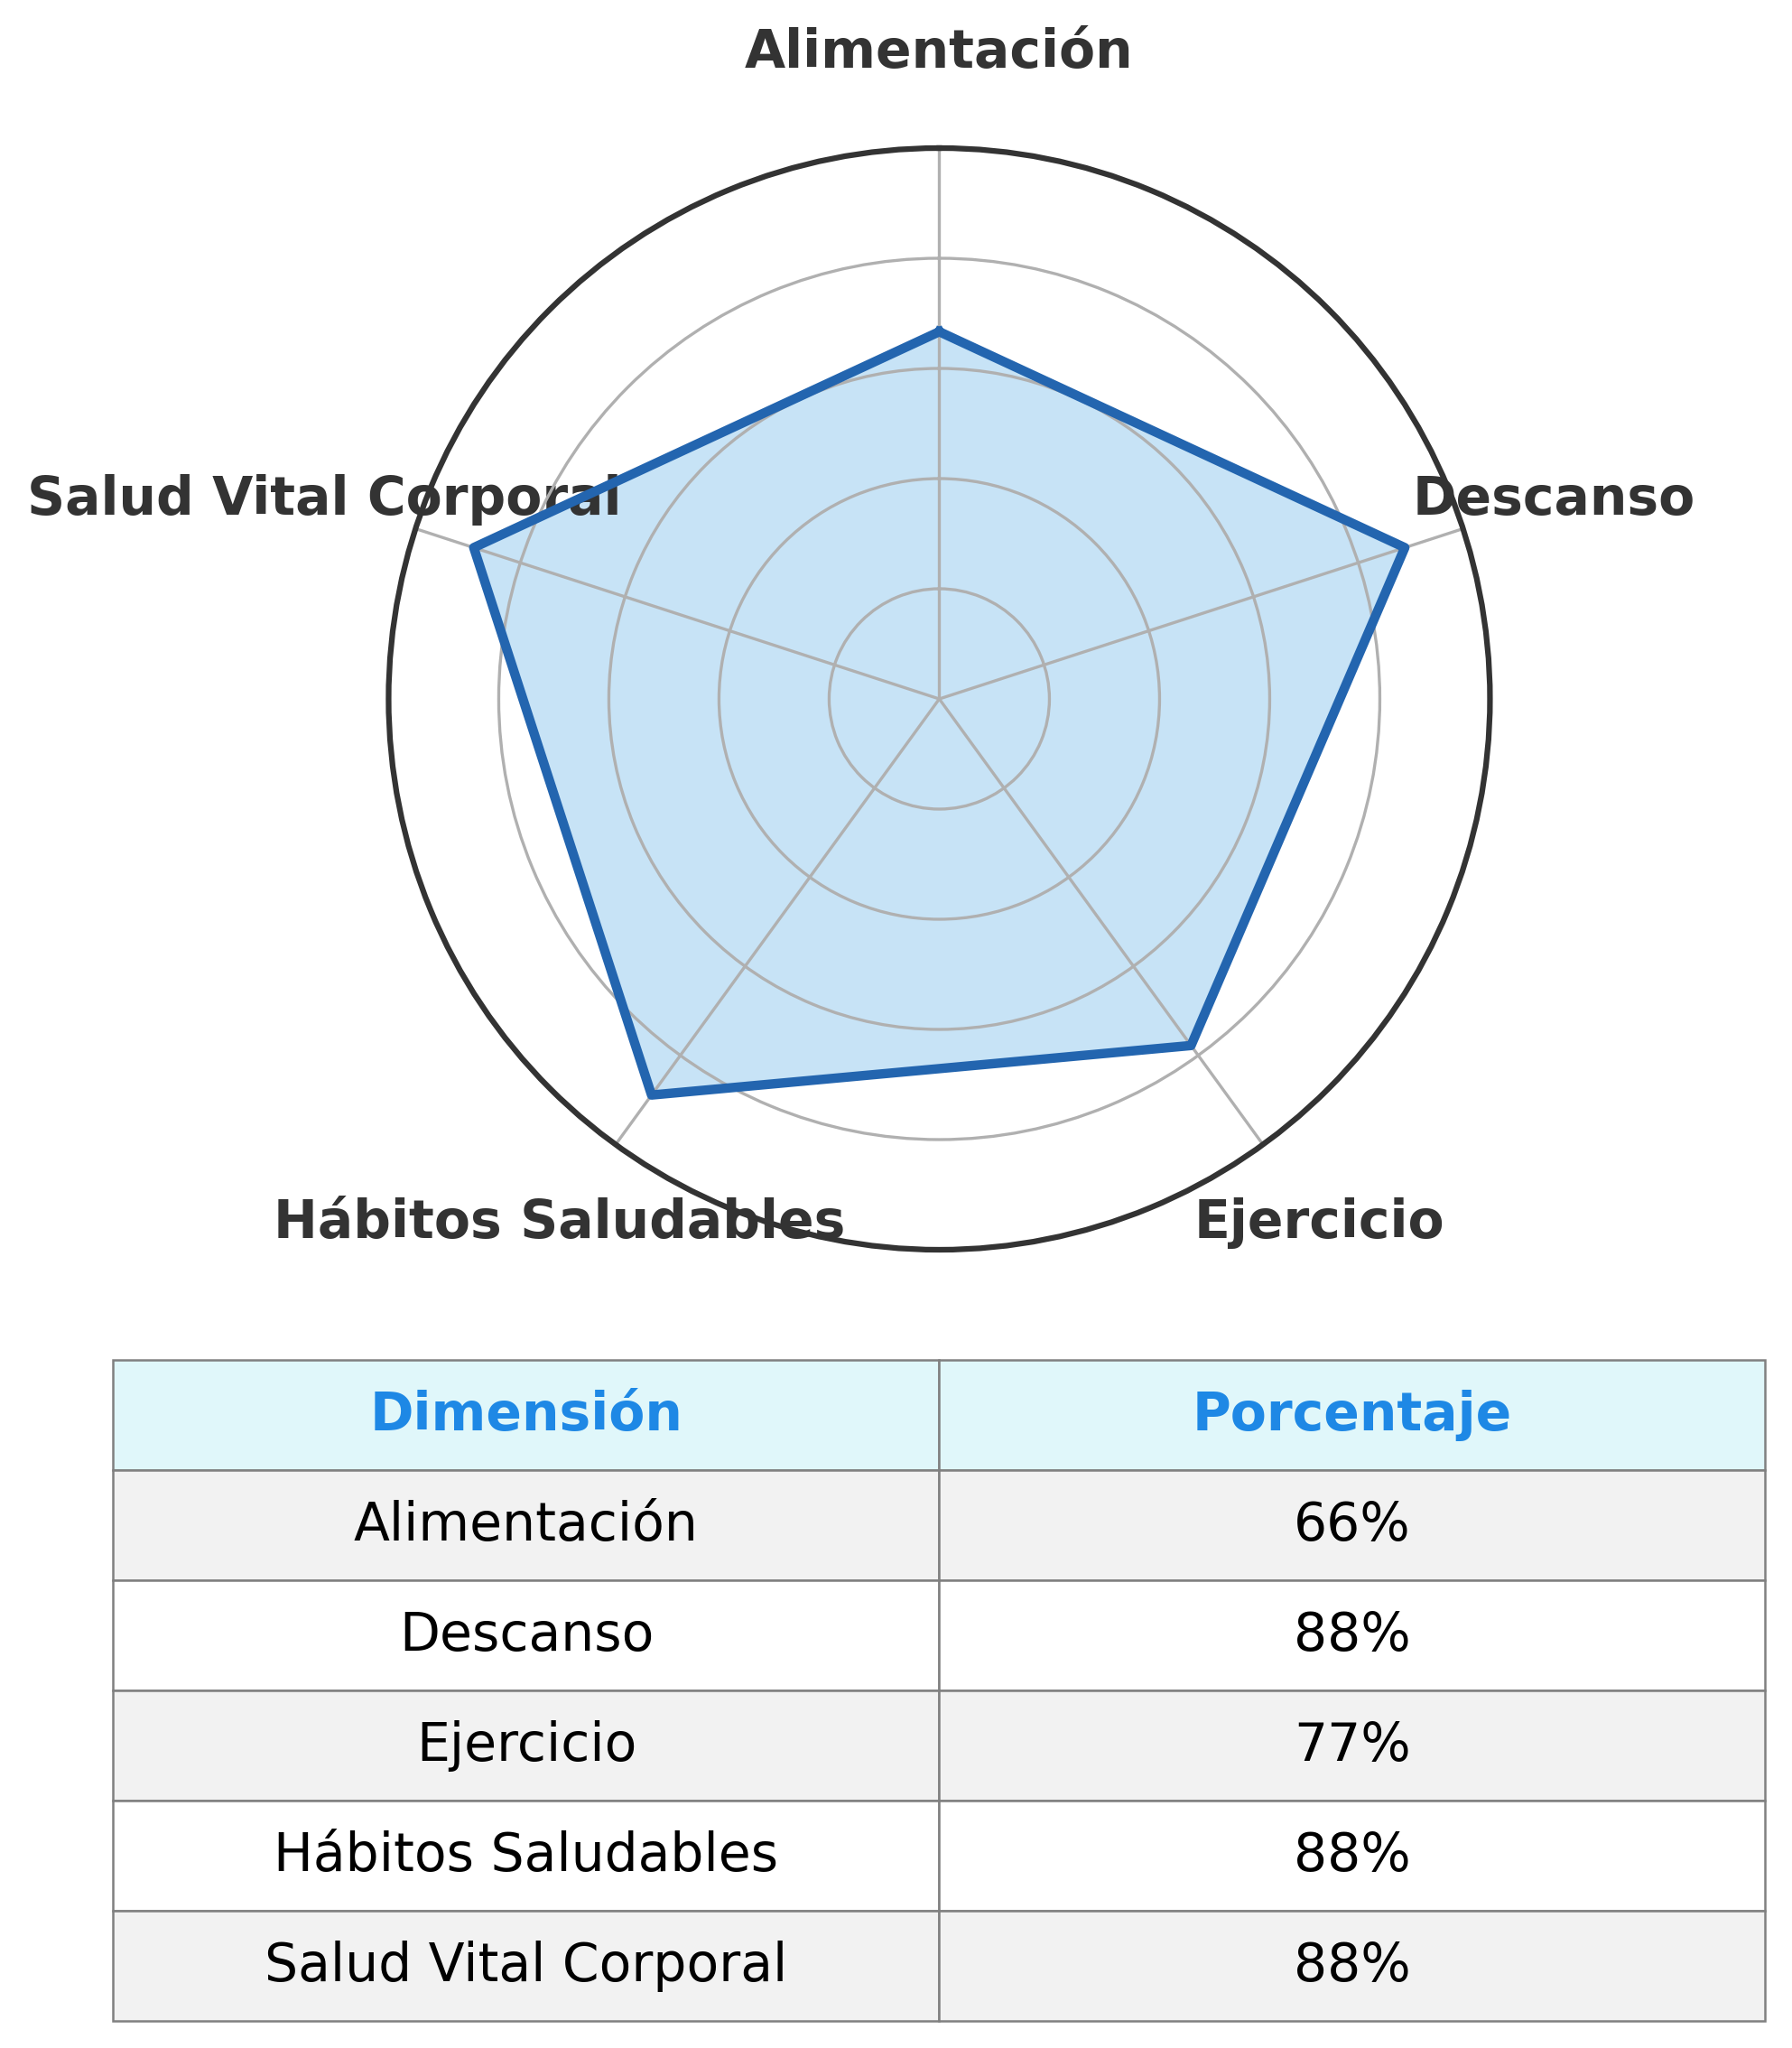 Alimentación
Salud Vital Corporal
Descanso
Hábitos Saludables
Ejercicio
Dimensión Porcentaje
Alimentación 66%
Descanso 88%
Ejercicio 77%
Hábitos Saludables 88%
Salud Vital Corporal 88%